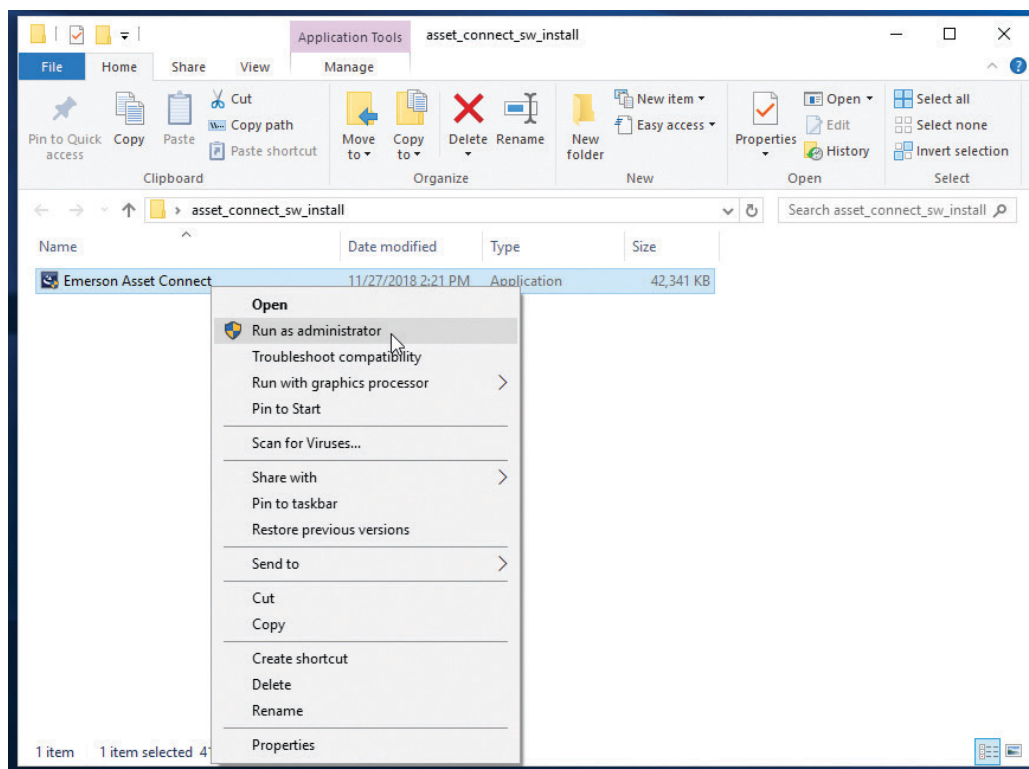 Application Tools
asset_connect_sw_install
File
Home
Share
View
Manage
Pin to Quick access
Copy
Paste
Cut
Copy path
Paste shortcut
Clipboard
Move to
Copy to
Delete
Rename
Organize
New folder
New item
Easy access
New
Properties
Open
Edit
History
Open
Select all
Select none
Invert selection
Select
asset_connect_sw_install
Search asset_connect_sw_install
Name
Date modified
Type
Size
Emerson Asset Connect
11/27/2018 2:21 PM
Application
42,341 KB
Open
Run as administrator
Troubleshoot compatibility
Run with graphics processor
Pin to Start
Scan for Viruses...
Share with
Pin to taskbar
Restore previous versions
Send to
Cut
Copy
Create shortcut
Delete
Rename
Properties
1 item
1 item selected